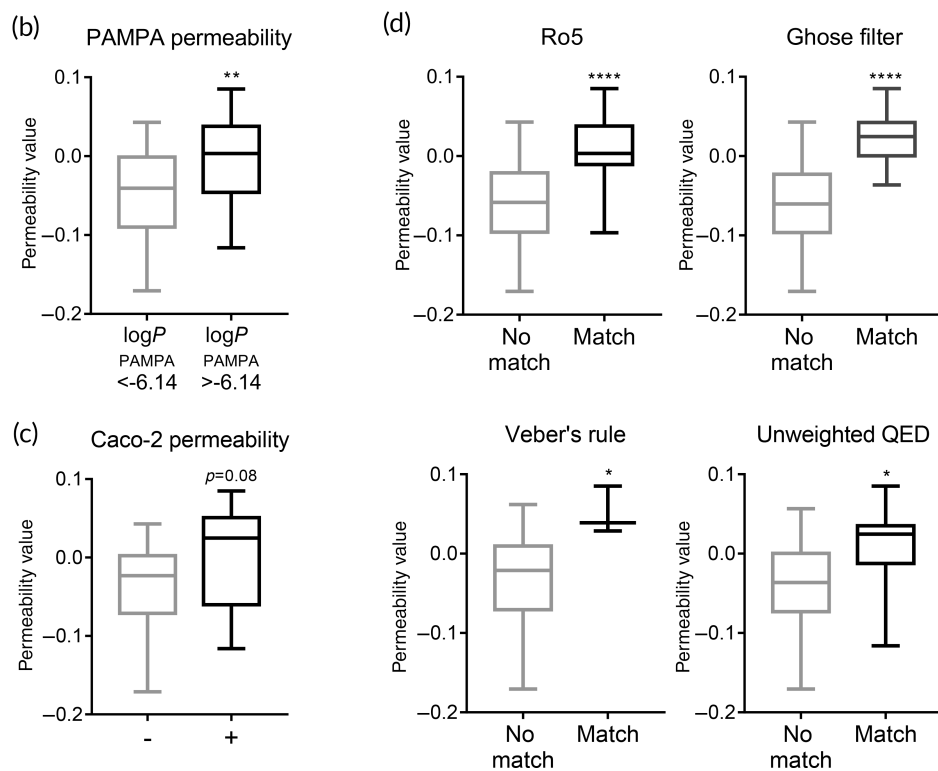 (b)
PAMPA permeability
**
Permeability value
0.1
0.0
–0.1
–0.2
logP
PAMPA
<-6.14
logP
PAMPA
>-6.14
(c)
Caco-2 permeability
p=0.08
Permeability value
0.1
0.0
–0.1
–0.2
-
+
(d)
Ro5
****
Permeability value
0.1
0.0
–0.1
–0.2
No
match
Match
Ghose filter
****
Permeability value
0.1
0.0
–0.1
–0.2
No
match
Match
Veber's rule
*
Permeability value
0.1
0.0
–0.1
–0.2
No
match
Match
Unweighted QED
*
Permeability value
0.1
0.0
–0.1
–0.2
No
match
Match